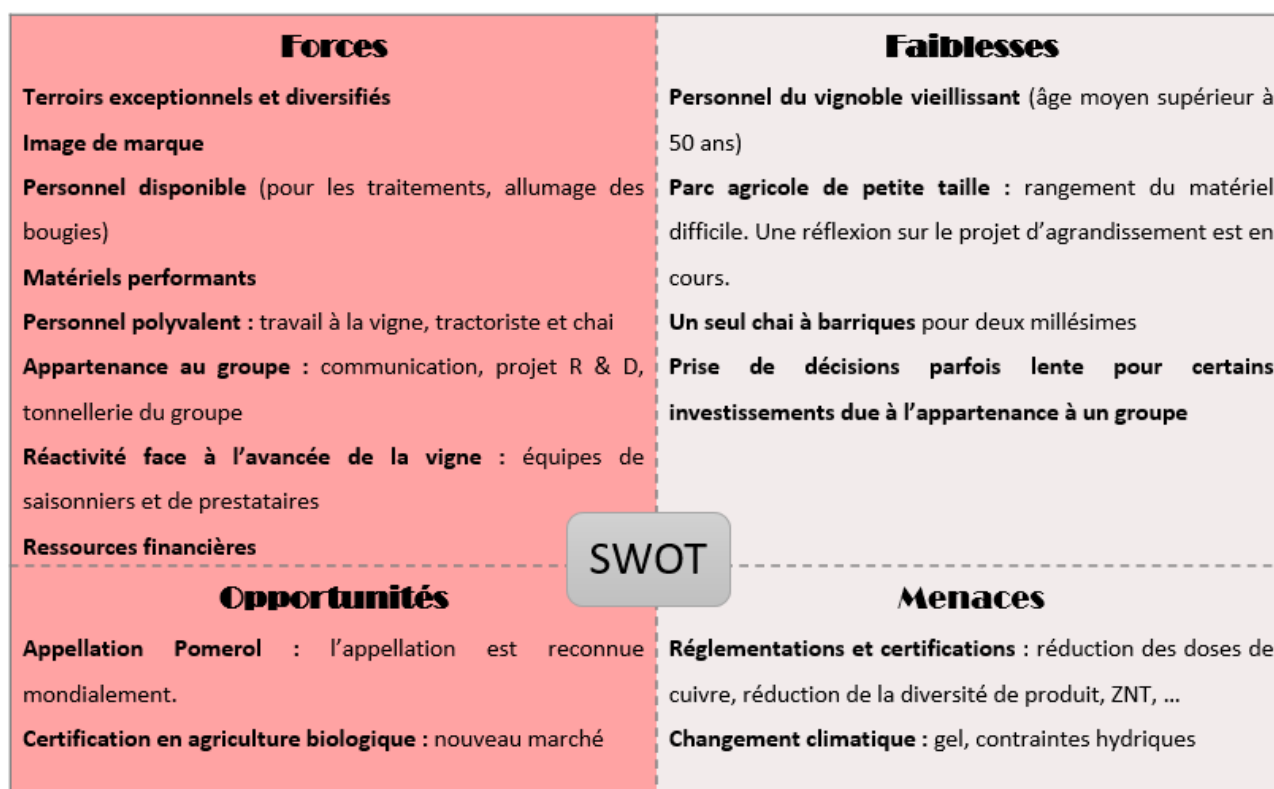 Forces
Terroirs exceptionnels et diversifiés
Image de marque
Personnel disponible (pour les traitements, allumage des
bougies)
Matériels performants
Personnel polyvalent : travail à la vigne, tractoriste et chai
Appartenance au groupe : communication, projet R & D,
tonnellerie du groupe
Réactivité face à l’avancée de la vigne : équipes de
saisonniers et de prestataires
Ressources financières
Faiblesses
Personnel du vignoble vieillissant (âge moyen supérieur à
50 ans)
Parc agricole de petite taille : rangement du matériel
difficile. Une réflexion sur le projet d’agrandissement est en
cours.
Un seul chai à barriques pour deux millésimes
Prise de décisions parfois lente pour certains
investissements due à l’appartenance à un groupe
SWOT
Opportunités
Appellation Pomerol : l’appellation est reconnue
mondialement.
Certification en agriculture biologique : nouveau marché
Menaces
Réglementations et certifications : réduction des doses de
cuivre, réduction de la diversité de produit, ZNT, ...
Changement climatique : gel, contraintes hydriques